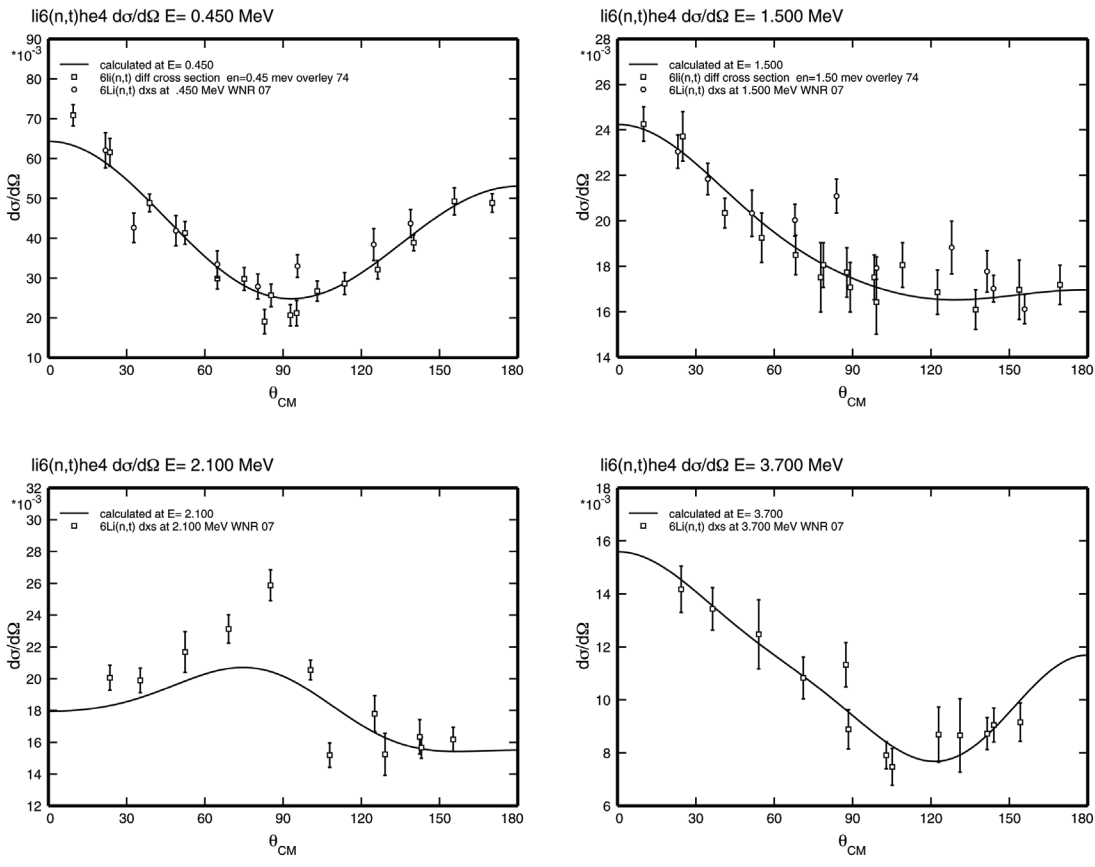 li6(n,t)he4 dσ/dΩ E= 0.450 MeV
*10⁻³
90
80
70
60
50
40
30
20
10
dσ/dΩ
calculated at E= 0.450
6li(n,t) diff cross section en=0.45 mev overley 74
6Li(n,t) dxs at .450 MeV WNR 07
0 30 60 90 120 150 180
θCM
li6(n,t)he4 dσ/dΩ E= 1.500 MeV
*10⁻³
28
26
24
22
20
18
16
14
dσ/dΩ
calculated at E= 1.500
6li(n,t) diff cross section en=1.50 mev overley 74
6Li(n,t) dxs at 1.500 MeV WNR 07
0 30 60 90 120 150 180
θCM
li6(n,t)he4 dσ/dΩ E= 2.100 MeV
*10⁻³
32
30
28
26
24
22
20
18
16
14
12
dσ/dΩ
calculated at E= 2.100
6Li(n,t) dxs at 2.100 MeV WNR 07
0 30 60 90 120 150 180
θCM
li6(n,t)he4 dσ/dΩ E= 3.700 MeV
*10⁻³
18
16
14
12
10
8
6
dσ/dΩ
calculated at E= 3.700
6Li(n,t) dxs at 3.700 MeV WNR 07
0 30 60 90 120 150 180
θCM